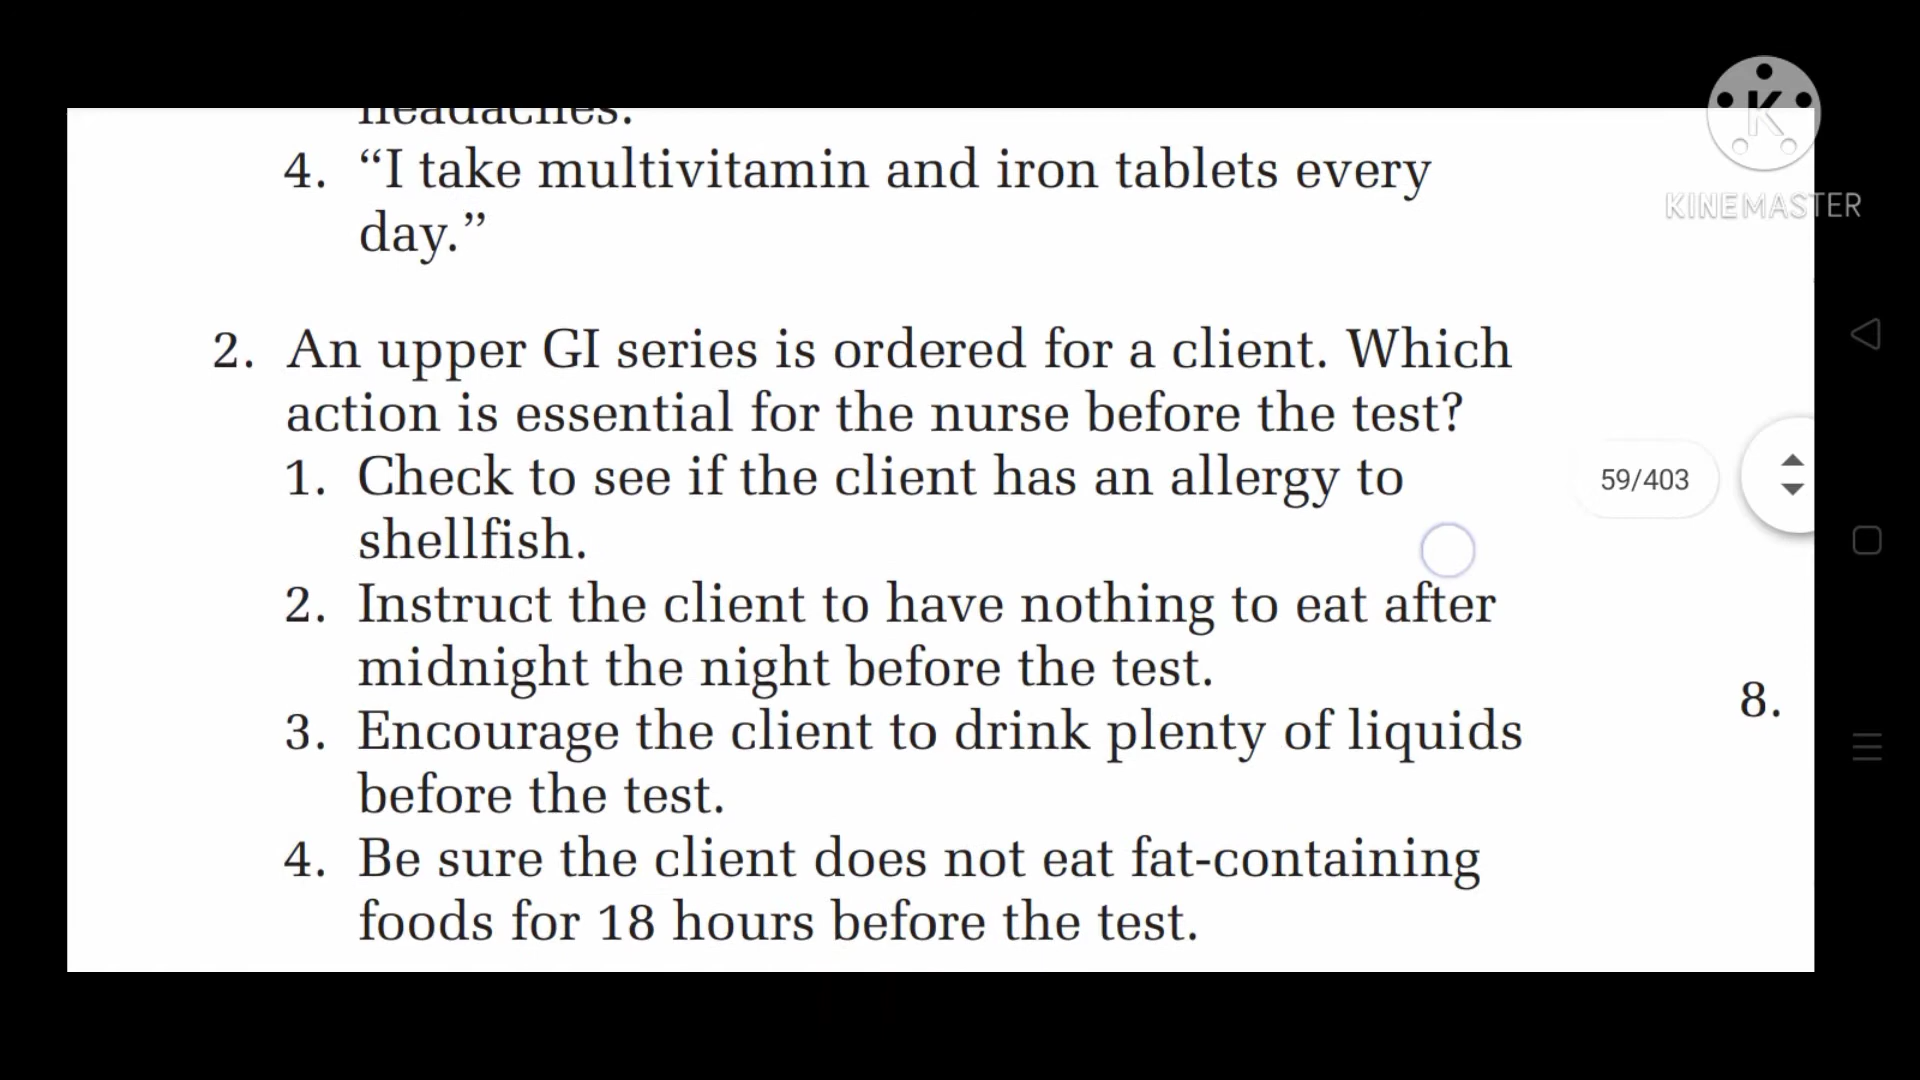 headaches.
4. “I take multivitamin and iron tablets every
day.”
2. An upper GI series is ordered for a client. Which
action is essential for the nurse before the test?
1. Check to see if the client has an allergy to
shellfish.
2. Instruct the client to have nothing to eat after
midnight the night before the test.
3. Encourage the client to drink plenty of liquids
before the test.
4. Be sure the client does not eat fat-containing
foods for 18 hours before the test.
8.
59/403
K
KINEMASTER